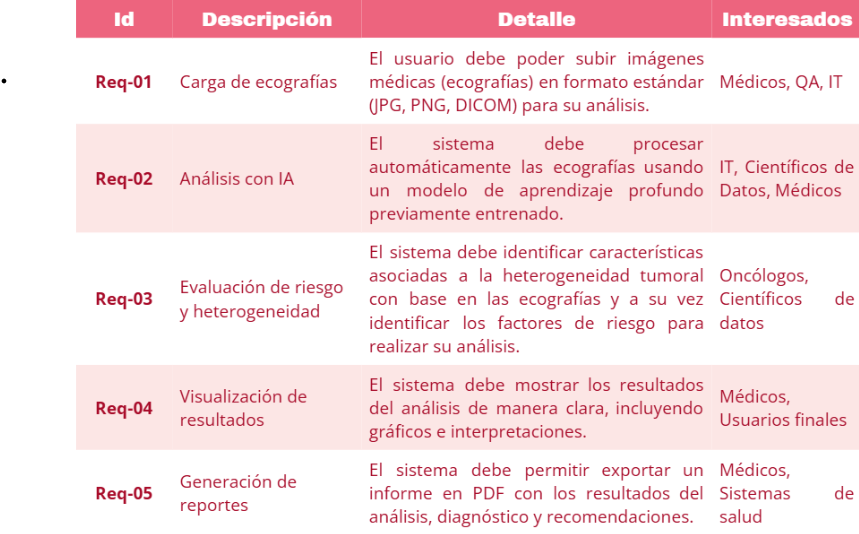 Id Descripción Detalle Interesados
•
Req-01
Carga de ecografías
El usuario debe poder subir imágenes
médicas (ecografías) en formato estándar
(JPG, PNG, DICOM) para su análisis.
Médicos, QA, IT
Req-02
Análisis con IA
El sistema debe procesar
automáticamente las ecografías usando
un modelo de aprendizaje profundo
previamente entrenado.
IT, Científicos de
Datos, Médicos
Req-03
Evaluación de riesgo
y heterogeneidad
El sistema debe identificar características
asociadas a la heterogeneidad tumoral
con base en las ecografías y a su vez
identificar los factores de riesgo para
realizar su análisis.
Oncólogos,
Científicos de
datos
Req-04
Visualización de
resultados
El sistema debe mostrar los resultados
del análisis de manera clara, incluyendo
gráficos e interpretaciones.
Médicos,
Usuarios finales
Req-05
Generación de
reportes
El sistema debe permitir exportar un
informe en PDF con los resultados del
análisis, diagnóstico y recomendaciones.
Médicos,
Sistemas de
salud